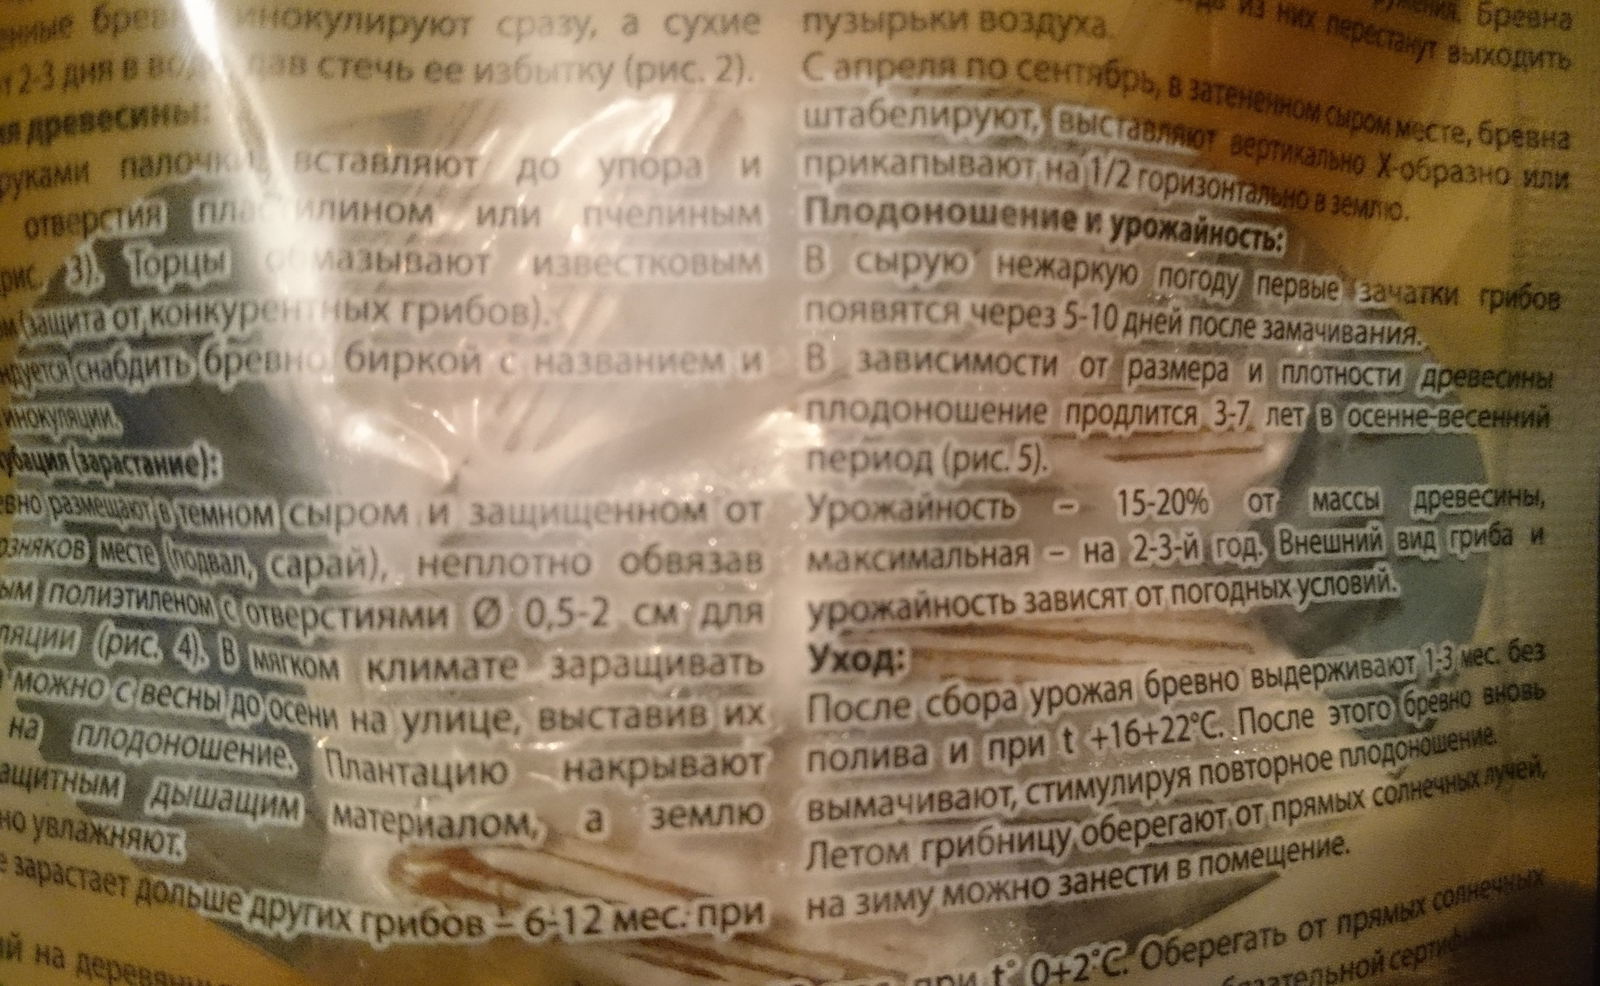 инокулируют сразу, а сухие
2-3 дня в стечь ее избытку (рис. 2).
древесины:
руками палочки, вставляют до упора и
отверстия или пчелиным
3). Торцы известковым
(защита от конкурентных грибов).
снабдить бревно биркой с названием и
инокуляции.
(зарастание):
размещают в темном сыром и защищенном от
месте (подвал, сарай), неплотно обвязав
полиэтиленом с отверстиями Ø 0,5-2 см для
(рис. 4). В мягком климате заращивать
можно с весны до осени на улице, выставив их
на плодоношение. Плантацию накрывают
дышащим материалом, а землю
увлажняют.
зарастает дольше других грибов – 6-12 мес. при
на
Бревна
из них перестанут выходить
пузырьки воздуха.
С апреля по сентябрь, в затененном сыром месте, бревна
штабелируют, выставляют вертикально Х-образно или
прикапывают на 1/2 горизонтально в землю.
Плодоношение и урожайность:
В сырую нежаркую погоду первые зачатки грибов
появятся через 5-10 дней после замачивания.
В зависимости от размера и плотности древесины
плодоношение продлится 3-7 лет в осенне-весенний
период (рис. 5).
Урожайность – 15-20% от массы древесины,
максимальная – на 2-3-й год. Внешний вид гриба и
урожайность зависят от погодных условий.
Уход:
После сбора урожая бревно выдерживают 1-3 мес. без
полива и при t +16+22°С. После этого бревно вновь
вымачивают, стимулируя повторное плодоношение.
Летом грибницу оберегают от прямых солнечных лучей,
на зиму можно занести в помещение.
при t° 0+2°С. Оберегать от прямых солнечных